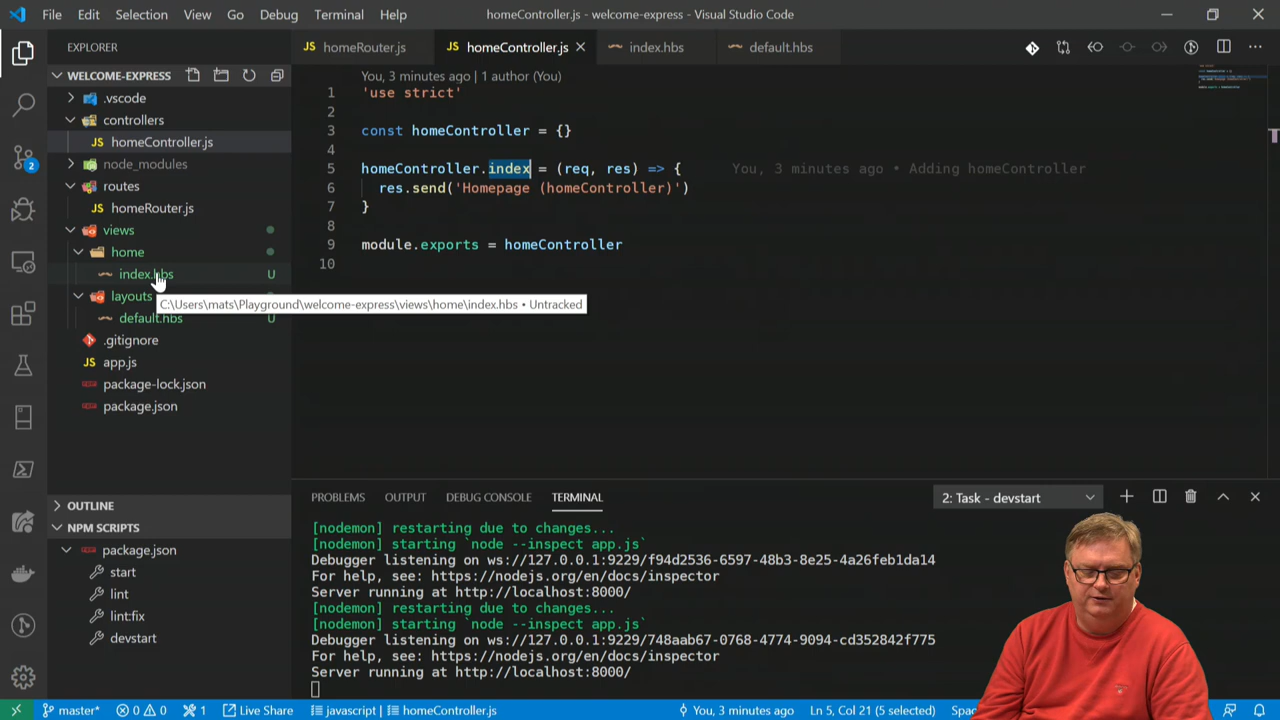 File Edit Selection View Go Debug Terminal Help
homeController.js - welcome-express - Visual Studio Code
EXPLORER
homeRouter.js
homeController.js
index.hbs
default.hbs
WELCOME-EXPRESS
.vscode
controllers
homeController.js
node_modules
routes
homeRouter.js
views
home
index.hbs U
layouts
default.hbs U
.gitignore
app.js
package-lock.json
package.json
C:\Users\mats\Playground\welcome-express\views\home\index.hbs • Untracked
You, 3 minutes ago | 1 author (You)
1 'use strict'
2
3 const homeController = {}
4
5 homeController.index = (req, res) => { You, 3 minutes ago • Adding homeController
6 res.send('Homepage (homeController)')
7 }
8
9 module.exports = homeController
10
OUTLINE
NPM SCRIPTS
package.json
start
lint
lint:fix
devstart
PROBLEMS OUTPUT DEBUG CONSOLE TERMINAL
2: Task - devstart
[nodemon] restarting due to changes...
[nodemon] starting `node --inspect app.js`
Debugger listening on ws://127.0.0.1:9229/f94d2536-6597-48b3-8e25-4a26feb1da14
For help, see: https://nodejs.org/en/docs/inspector
Server running at http://localhost:8000/
[nodemon] restarting due to changes...
[nodemon] starting `node --inspect app.js`
Debugger listening on ws://127.0.0.1:9229/748aab67-0768-4774-9094-cd352842f775
For help, see: https://nodejs.org/en/docs/inspector
Server running at http://localhost:8000/
2
master* 0 0 1 Live Share javascript | homeController.js You, 3 minutes ago Ln 5, Col 21 (5 selected)